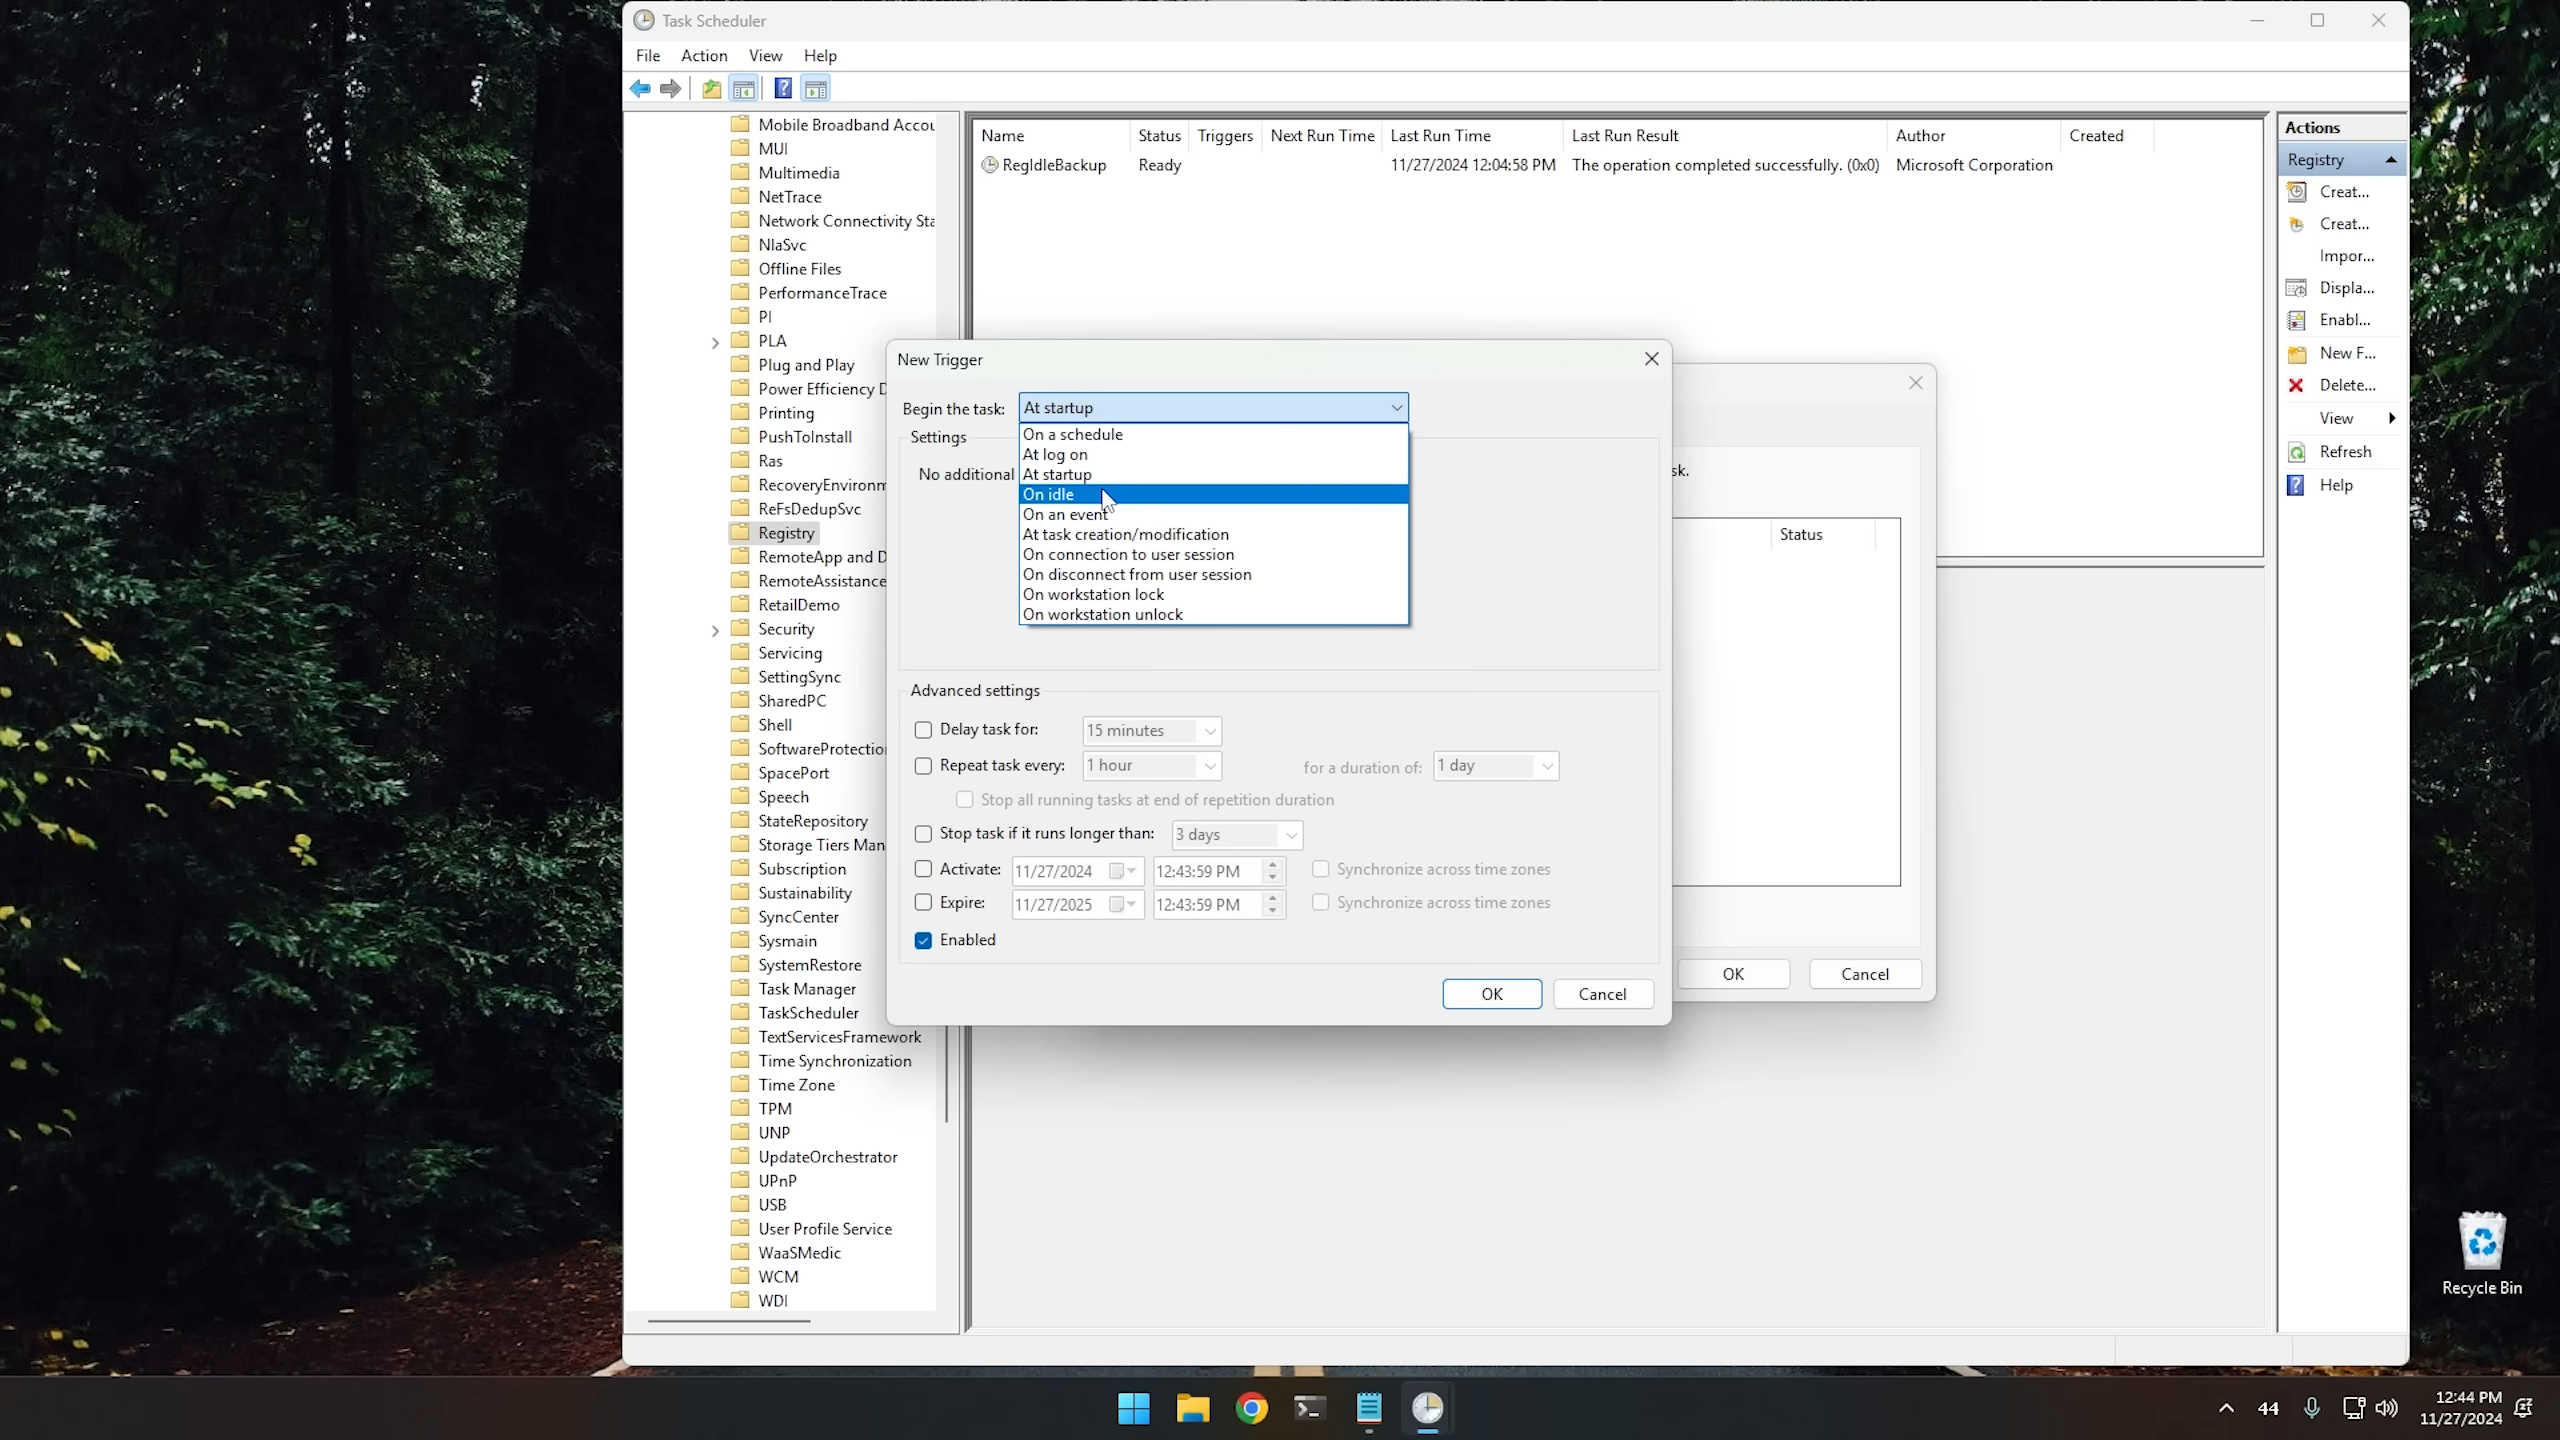 Task Scheduler
File Action View Help
Mobile Broadband Accou
MUI
Multimedia
NetTrace
Network Connectivity Sta
NlaSvc
Offline Files
PerformanceTrace
PI
PLA
Plug and Play
Power Efficiency D
Printing
PushToInstall
Ras
RecoveryEnvironm
ReFsDedupSvc
Registry
RemoteApp and D
RemoteAssistance
RetailDemo
Security
Servicing
SettingSync
SharedPC
Shell
SoftwareProtectio
SpacePort
Speech
StateRepository
Storage Tiers Man
Subscription
Sustainability
SyncCenter
Sysmain
SystemRestore
Task Manager
TaskScheduler
TextServicesFramework
Time Synchronization
Time Zone
TPM
UNP
UpdateOrchestrator
UPnP
USB
User Profile Service
WaaSMedic
WCM
WDI
Name Status Triggers Next Run Time Last Run Time Last Run Result Author Created
RegIdleBackup Ready 11/27/2024 12:04:58 PM The operation completed successfully. (0x0) Microsoft Corporation
New Trigger
Begin the task: At startup
Settings
No additional
On a schedule
At log on
At startup
On idle
On an event
At task creation/modification
On connection to user session
On disconnect from user session
On workstation lock
On workstation unlock
Advanced settings
Delay task for: 15 minutes
Repeat task every: 1 hour for a duration of: 1 day
Stop all running tasks at end of repetition duration
Stop task if it runs longer than: 3 days
Activate: 11/27/2024 12:43:59 PM Synchronize across time zones
Expire: 11/27/2025 12:43:59 PM Synchronize across time zones
Enabled
OK Cancel
sk.
Status
OK Cancel
Actions
Registry
Creat...
Creat...
Impor...
Displa...
Enabl...
New F...
Delete...
View
Refresh
Help
Recycle Bin
44
12:44 PM
11/27/2024